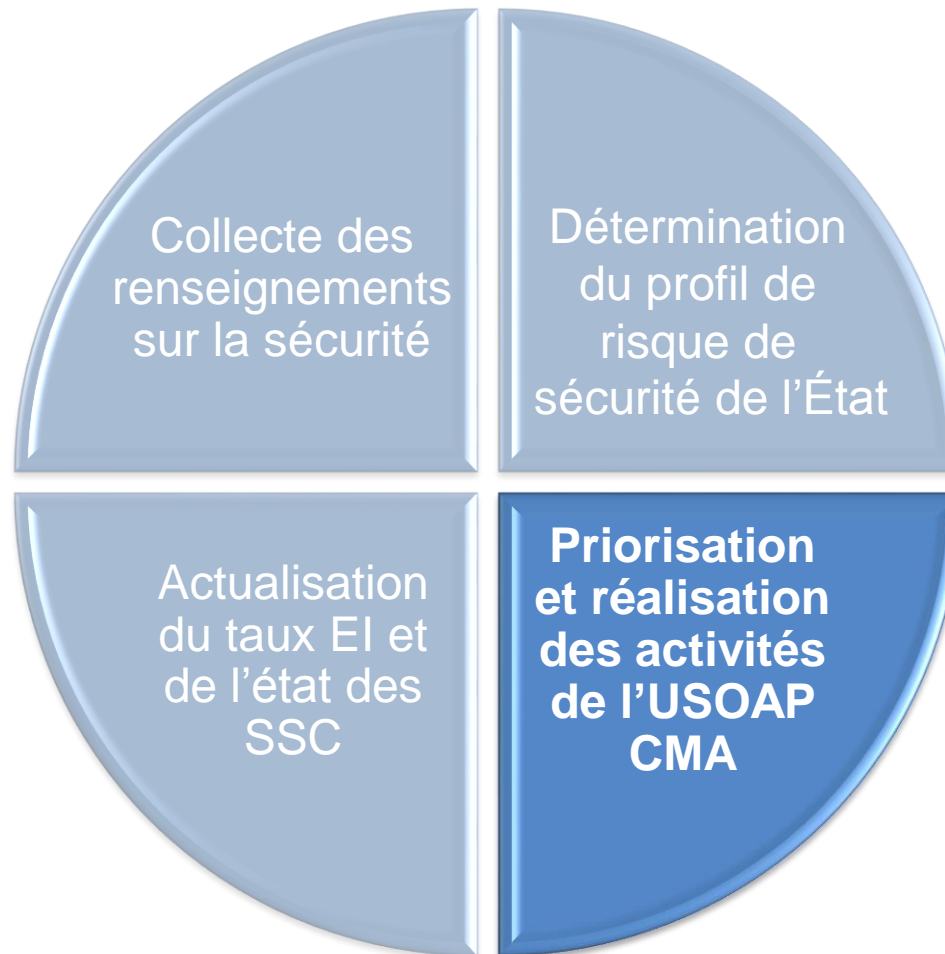 Collecte des
renseignements
sur la sécurité
Détermination
du profil de
risque de
sécurité de l’État
Actualisation
du taux EI et
de l’état des
SSC
Priorisation
et réalisation
des activités
de l’USOAP
CMA